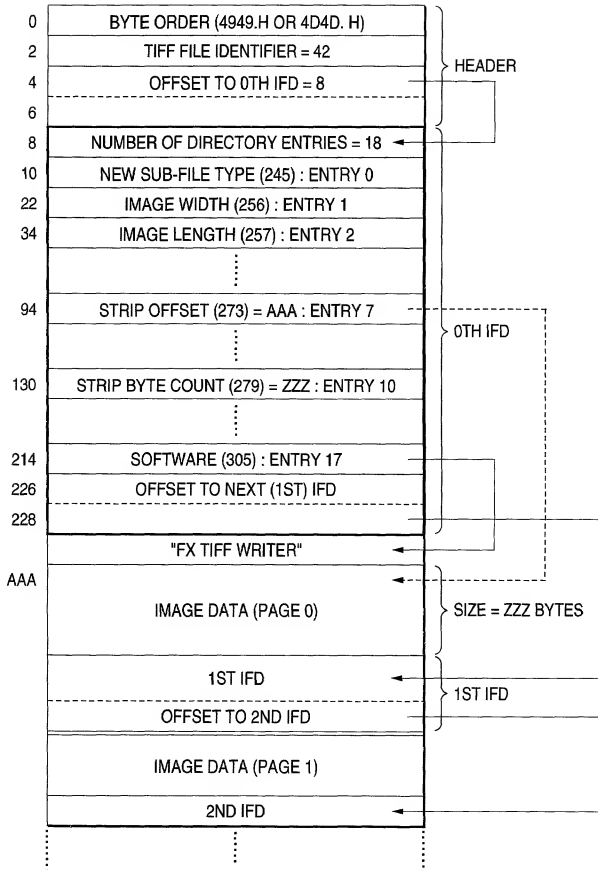 0 BYTE ORDER (4949.H OR 4D4D. H)
2 TIFF FILE IDENTIFIER = 42
HEADER
4 OFFSET TO 0TH IFD = 8
6
8 NUMBER OF DIRECTORY ENTRIES = 18
10 NEW SUB-FILE TYPE (245) : ENTRY 0
22 IMAGE WIDTH (256) : ENTRY 1
34 IMAGE LENGTH (257) : ENTRY 2
94 STRIP OFFSET (273) = AAA : ENTRY 7
0TH IFD
130 STRIP BYTE COUNT (279) = ZZZ : ENTRY 10
214 SOFTWARE (305) : ENTRY 17
226 OFFSET TO NEXT (1ST) IFD
228
"FX TIFF WRITER"
AAA
IMAGE DATA (PAGE 0) SIZE = ZZZ BYTES
1ST IFD
1ST IFD
OFFSET TO 2ND IFD
IMAGE DATA (PAGE 1)
2ND IFD